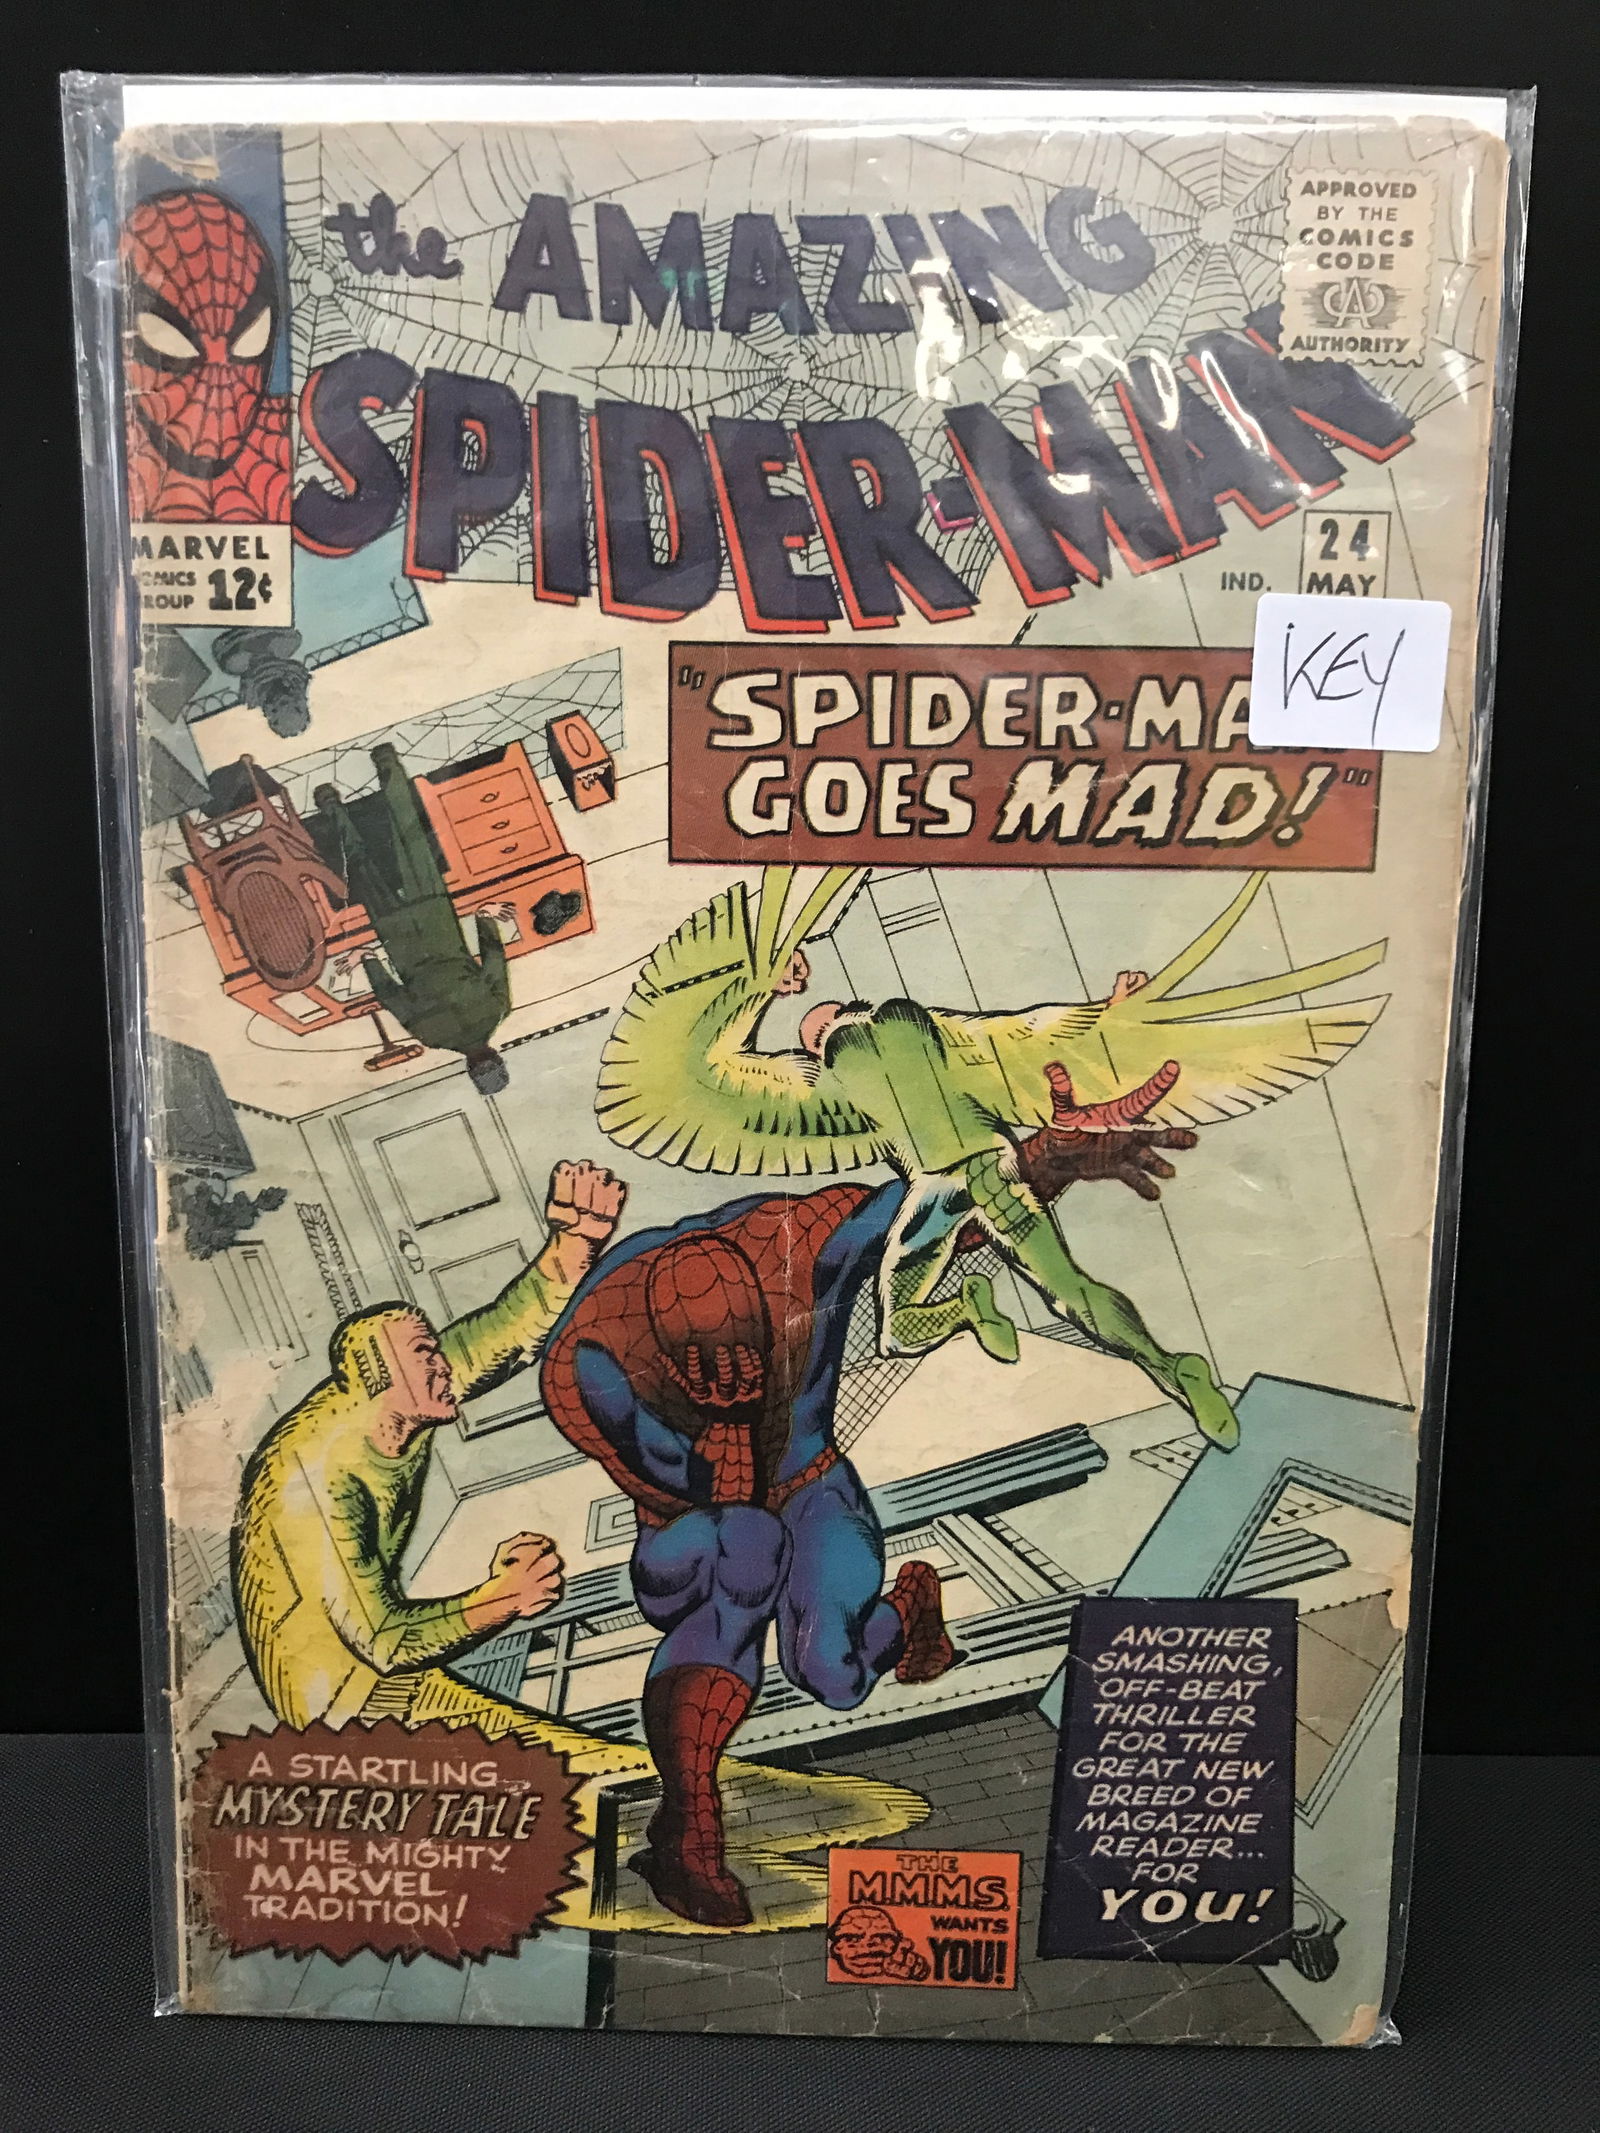 the AMAZING
SPIDER-MAN
APPROVED
BY THE
COMICS
CODE
CA
AUTHORITY
MARVEL
12¢
24
IND. MAY
KEY
"SPIDER-MAN
GOES MAD!"
A STARTLING
MYSTERY TALE
IN THE MIGHTY
MARVEL
TRADITION!
THE
M.M.M.S.
WANTS
YOU!
ANOTHER
SMASHING,
OFF-BEAT
THRILLER
FOR THE
GREAT NEW
BREED OF
MAGAZINE
READER...
FOR
YOU!